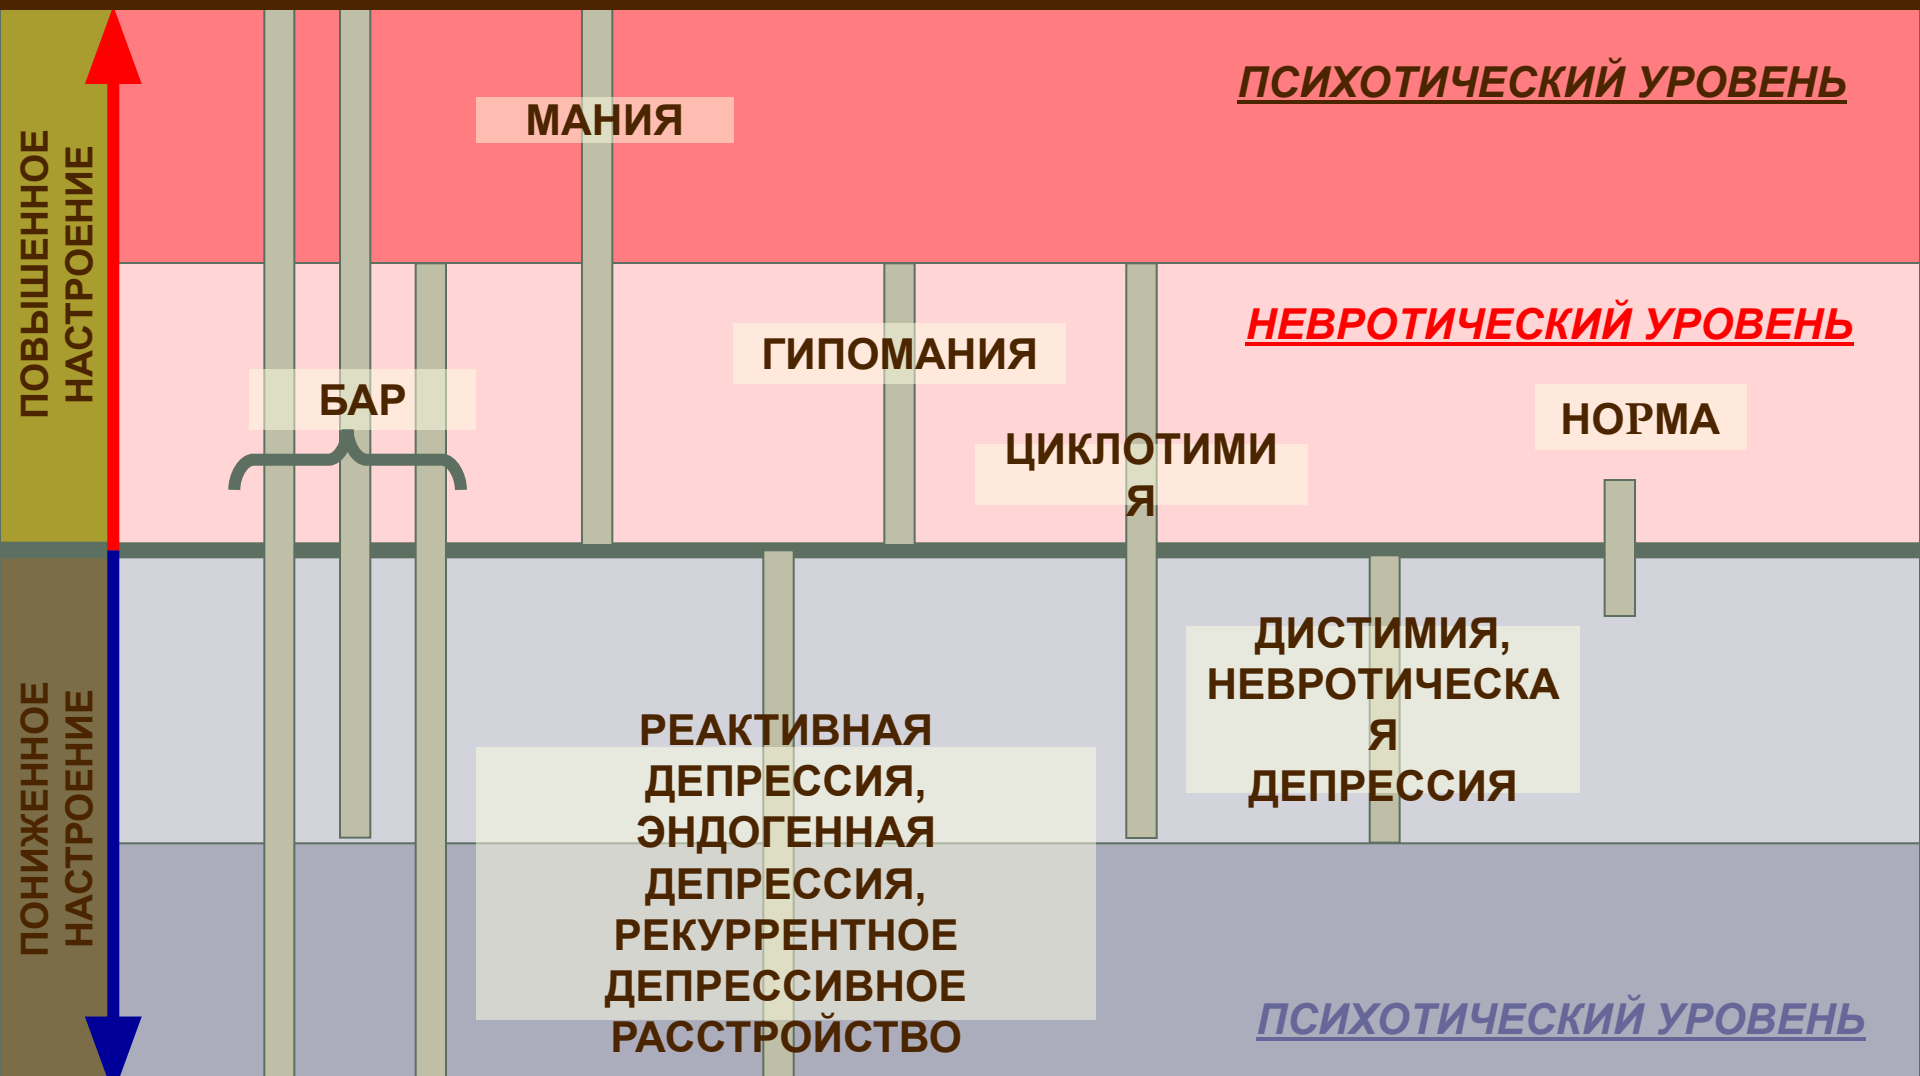 ПОВЫШЕННОЕ
НАСТРОЕНИЕ
ПСИХОТИЧЕСКИЙ УРОВЕНЬ
МАНИЯ
НЕВРОТИЧЕСКИЙ УРОВЕНЬ
ГИПОМАНИЯ
БАР
НОРМА
ЦИКЛОТИМИ
Я
ПОНИЖЕННОЕ
НАСТРОЕНИЕ
ДИСТИМИЯ,
НЕВРОТИЧЕСКА
Я
ДЕПРЕССИЯ
РЕАКТИВНАЯ
ДЕПРЕССИЯ,
ЭНДОГЕННАЯ
ДЕПРЕССИЯ,
РЕКУРРЕНТНОЕ
ДЕПРЕССИВНОЕ
РАССТРОЙСТВО
ПСИХОТИЧЕСКИЙ УРОВЕНЬ